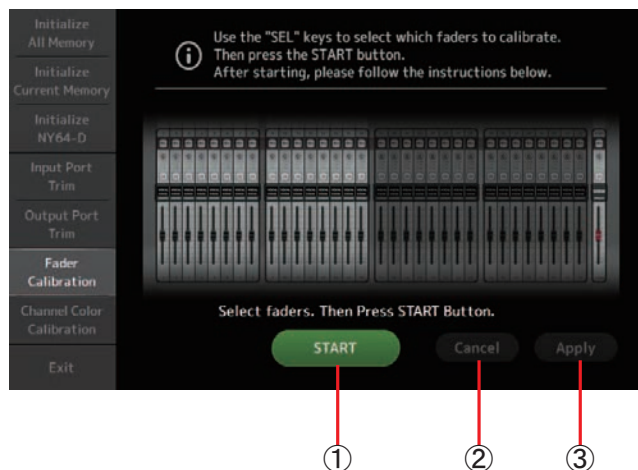 Initialize
All Memory
Initialize
Current Memory
Initialize
NY64-D
Input Port
Trim
Output Port
Trim
Fader
Calibration
Channel Color
Calibration
Exit
Use the "SEL" keys to select which faders to calibrate.
Then press the START button.
After starting, please follow the instructions below.
Select faders. Then Press START Button.
START
Cancel
Apply
①
②
③